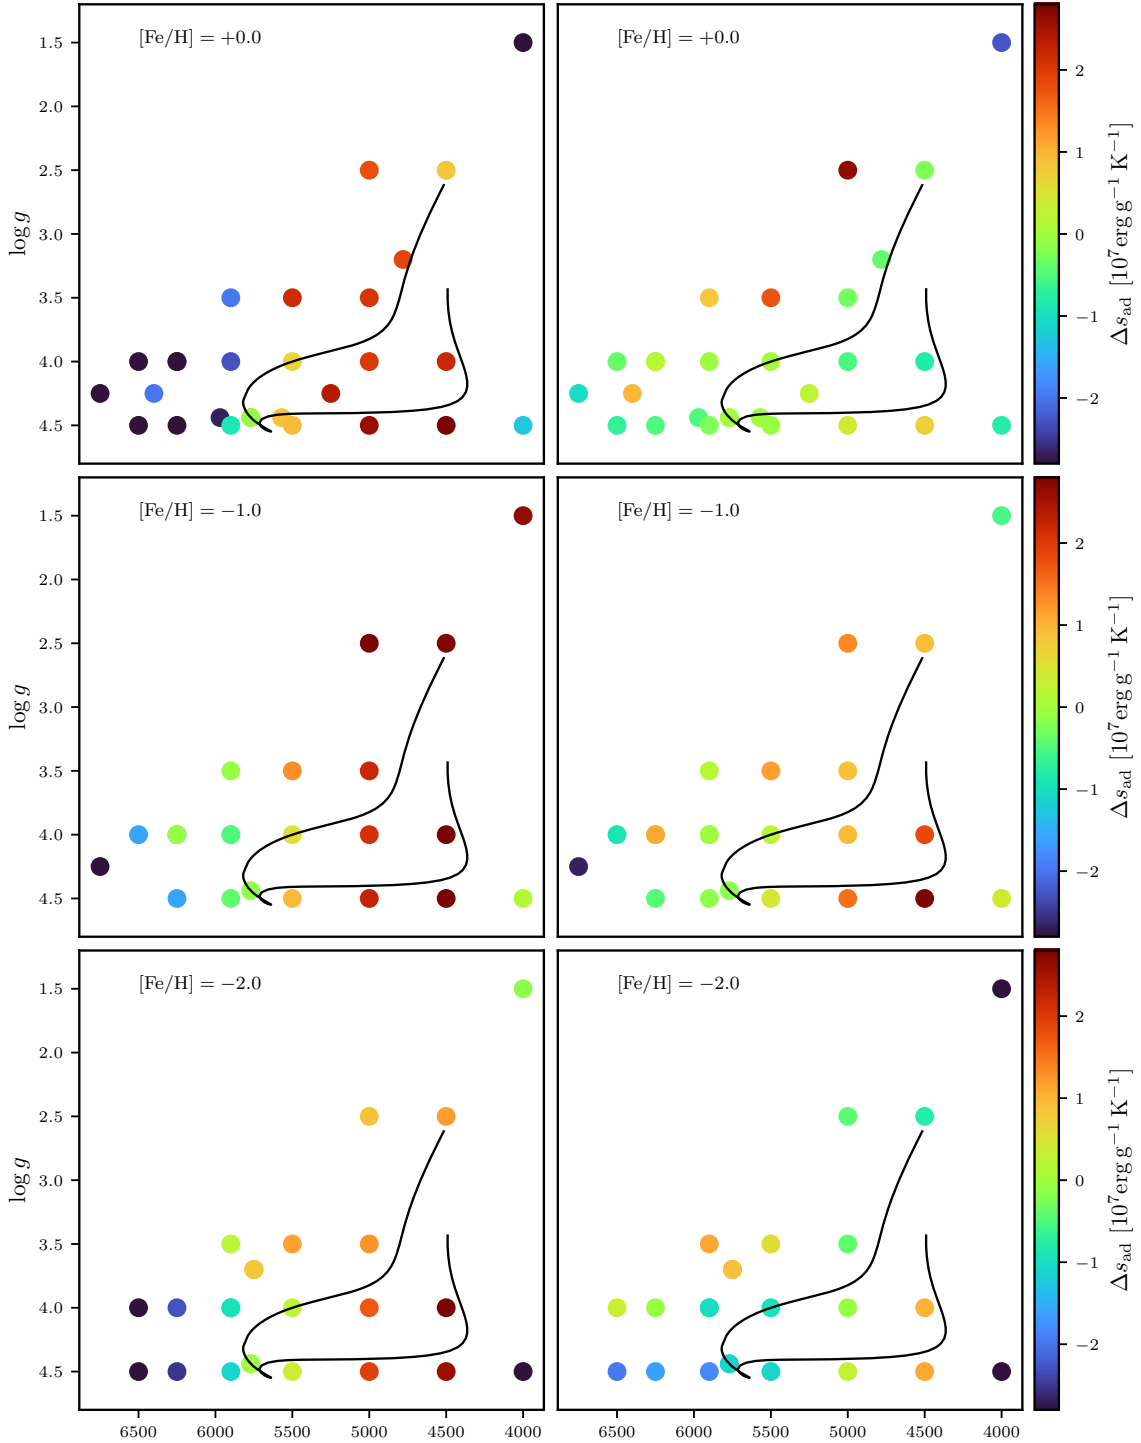 [Fe/H] = +0.0
[Fe/H] = +0.0
1.5
2.0
2.5
3.0
3.5
4.0
4.5
log g
2
1
0
−1
−2
Δs_ad [10^7 erg g^−1 K^−1]
[Fe/H] = −1.0
[Fe/H] = −1.0
1.5
2.0
2.5
3.0
3.5
4.0
4.5
log g
2
1
0
−1
−2
Δs_ad [10^7 erg g^−1 K^−1]
[Fe/H] = −2.0
[Fe/H] = −2.0
1.5
2.0
2.5
3.0
3.5
4.0
4.5
log g
2
1
0
−1
−2
Δs_ad [10^7 erg g^−1 K^−1]
6500 6000 5500 5000 4500 4000
6500 6000 5500 5000 4500 4000